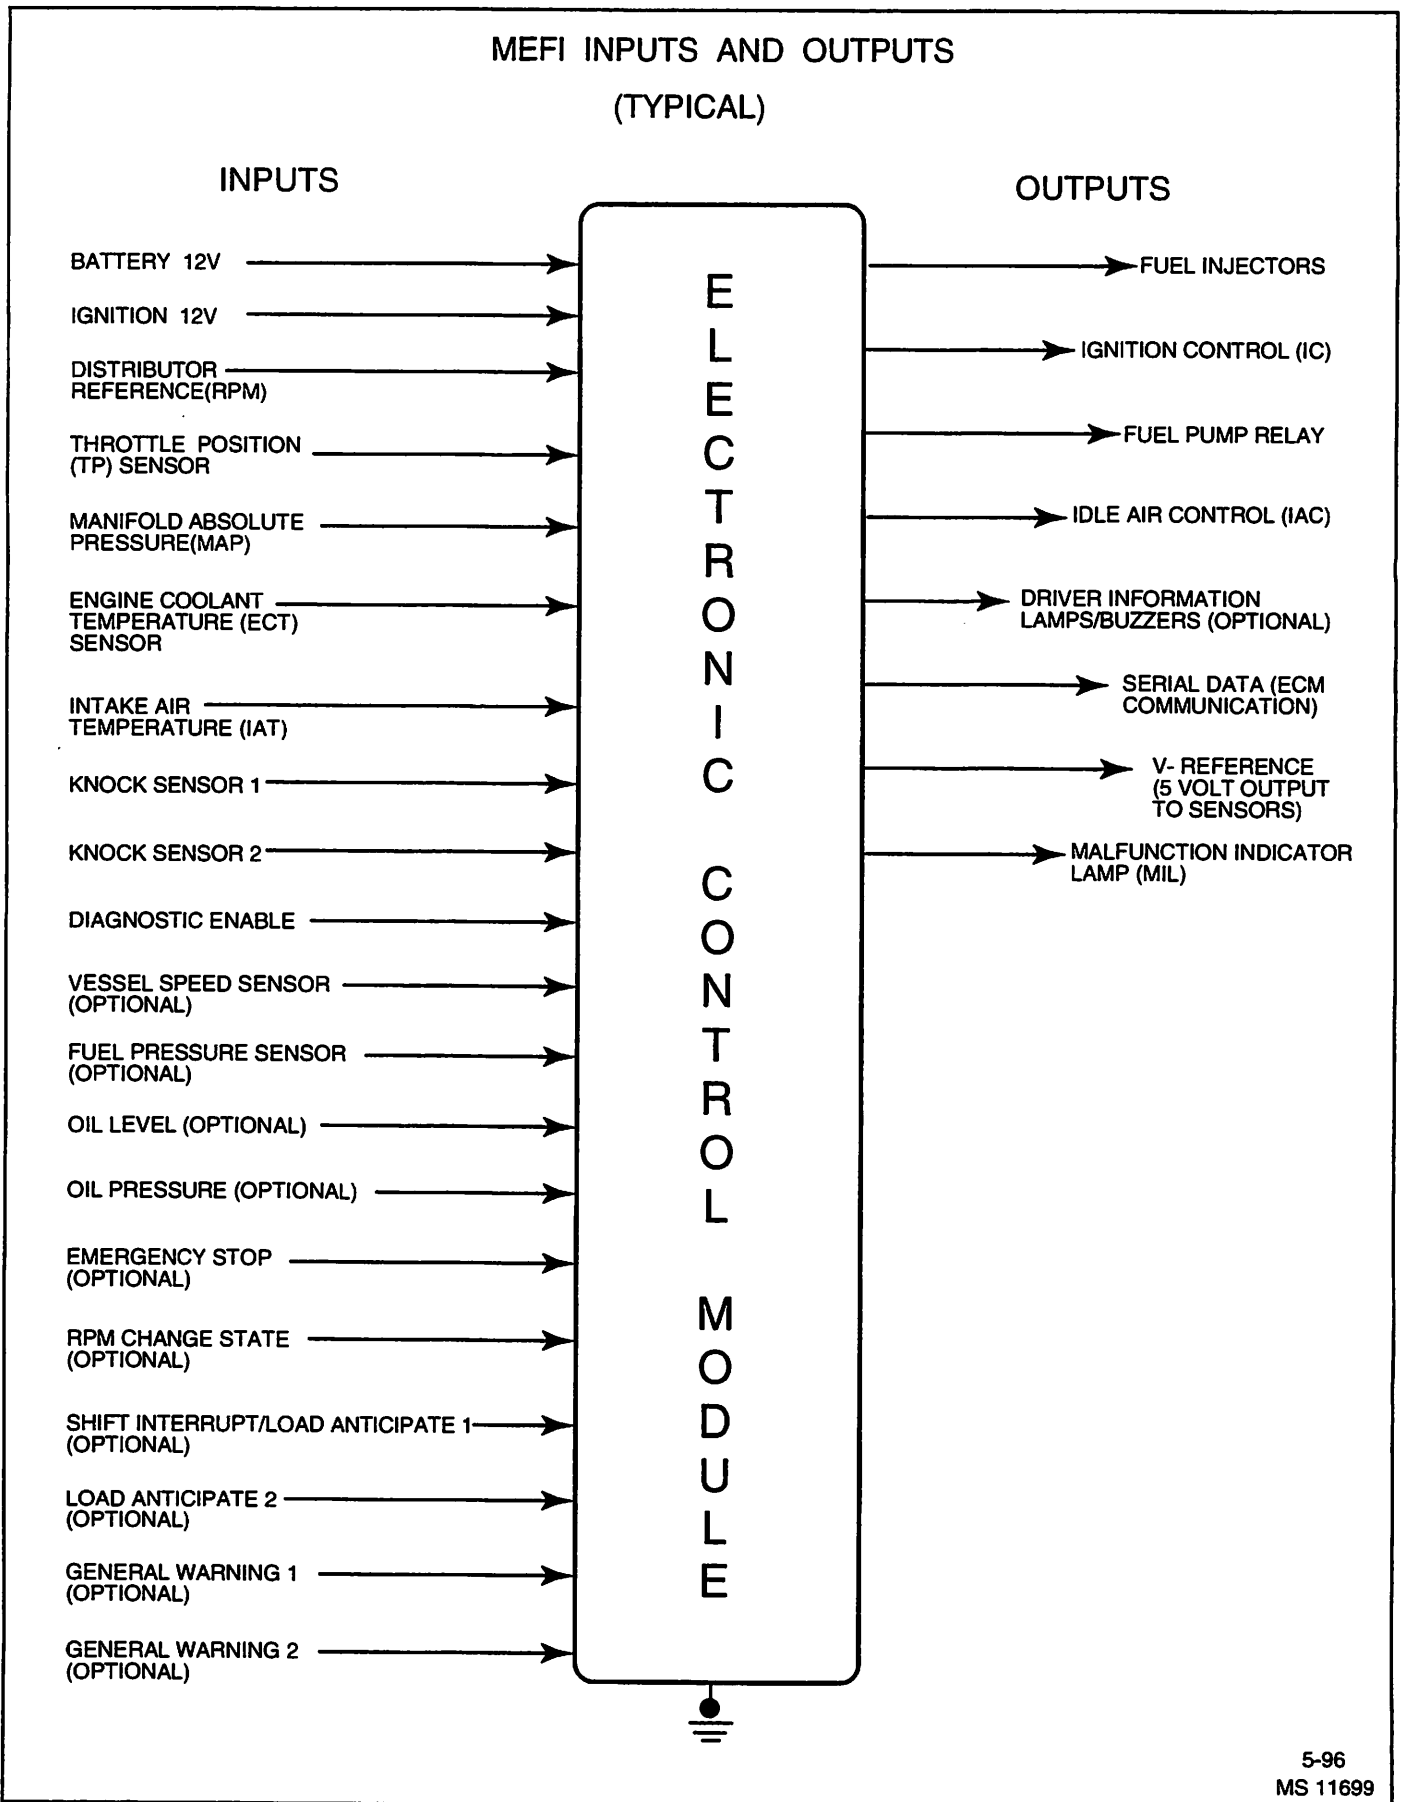 MEFI INPUTS AND OUTPUTS
(TYPICAL)
INPUTS
BATTERY 12V
IGNITION 12V
DISTRIBUTOR
REFERENCE(RPM)
THROTTLE POSITION
(TP) SENSOR
MANIFOLD ABSOLUTE
PRESSURE(MAP)
ENGINE COOLANT
TEMPERATURE (ECT)
SENSOR
INTAKE AIR
TEMPERATURE (IAT)
KNOCK SENSOR 1
KNOCK SENSOR 2
DIAGNOSTIC ENABLE
VESSEL SPEED SENSOR
(OPTIONAL)
FUEL PRESSURE SENSOR
(OPTIONAL)
OIL LEVEL (OPTIONAL)
OIL PRESSURE (OPTIONAL)
EMERGENCY STOP
(OPTIONAL)
RPM CHANGE STATE
(OPTIONAL)
SHIFT INTERRUPT/LOAD ANTICIPATE 1
(OPTIONAL)
LOAD ANTICIPATE 2
(OPTIONAL)
GENERAL WARNING 1
(OPTIONAL)
GENERAL WARNING 2
(OPTIONAL)
ELECTRONIC CONTROL MODULE
OUTPUTS
FUEL INJECTORS
IGNITION CONTROL (IC)
FUEL PUMP RELAY
IDLE AIR CONTROL (IAC)
DRIVER INFORMATION
LAMPS/BUZZERS (OPTIONAL)
SERIAL DATA (ECM
COMMUNICATION)
V- REFERENCE
(5 VOLT OUTPUT
TO SENSORS)
MALFUNCTION INDICATOR
LAMP (MIL)
5-96
MS 11699